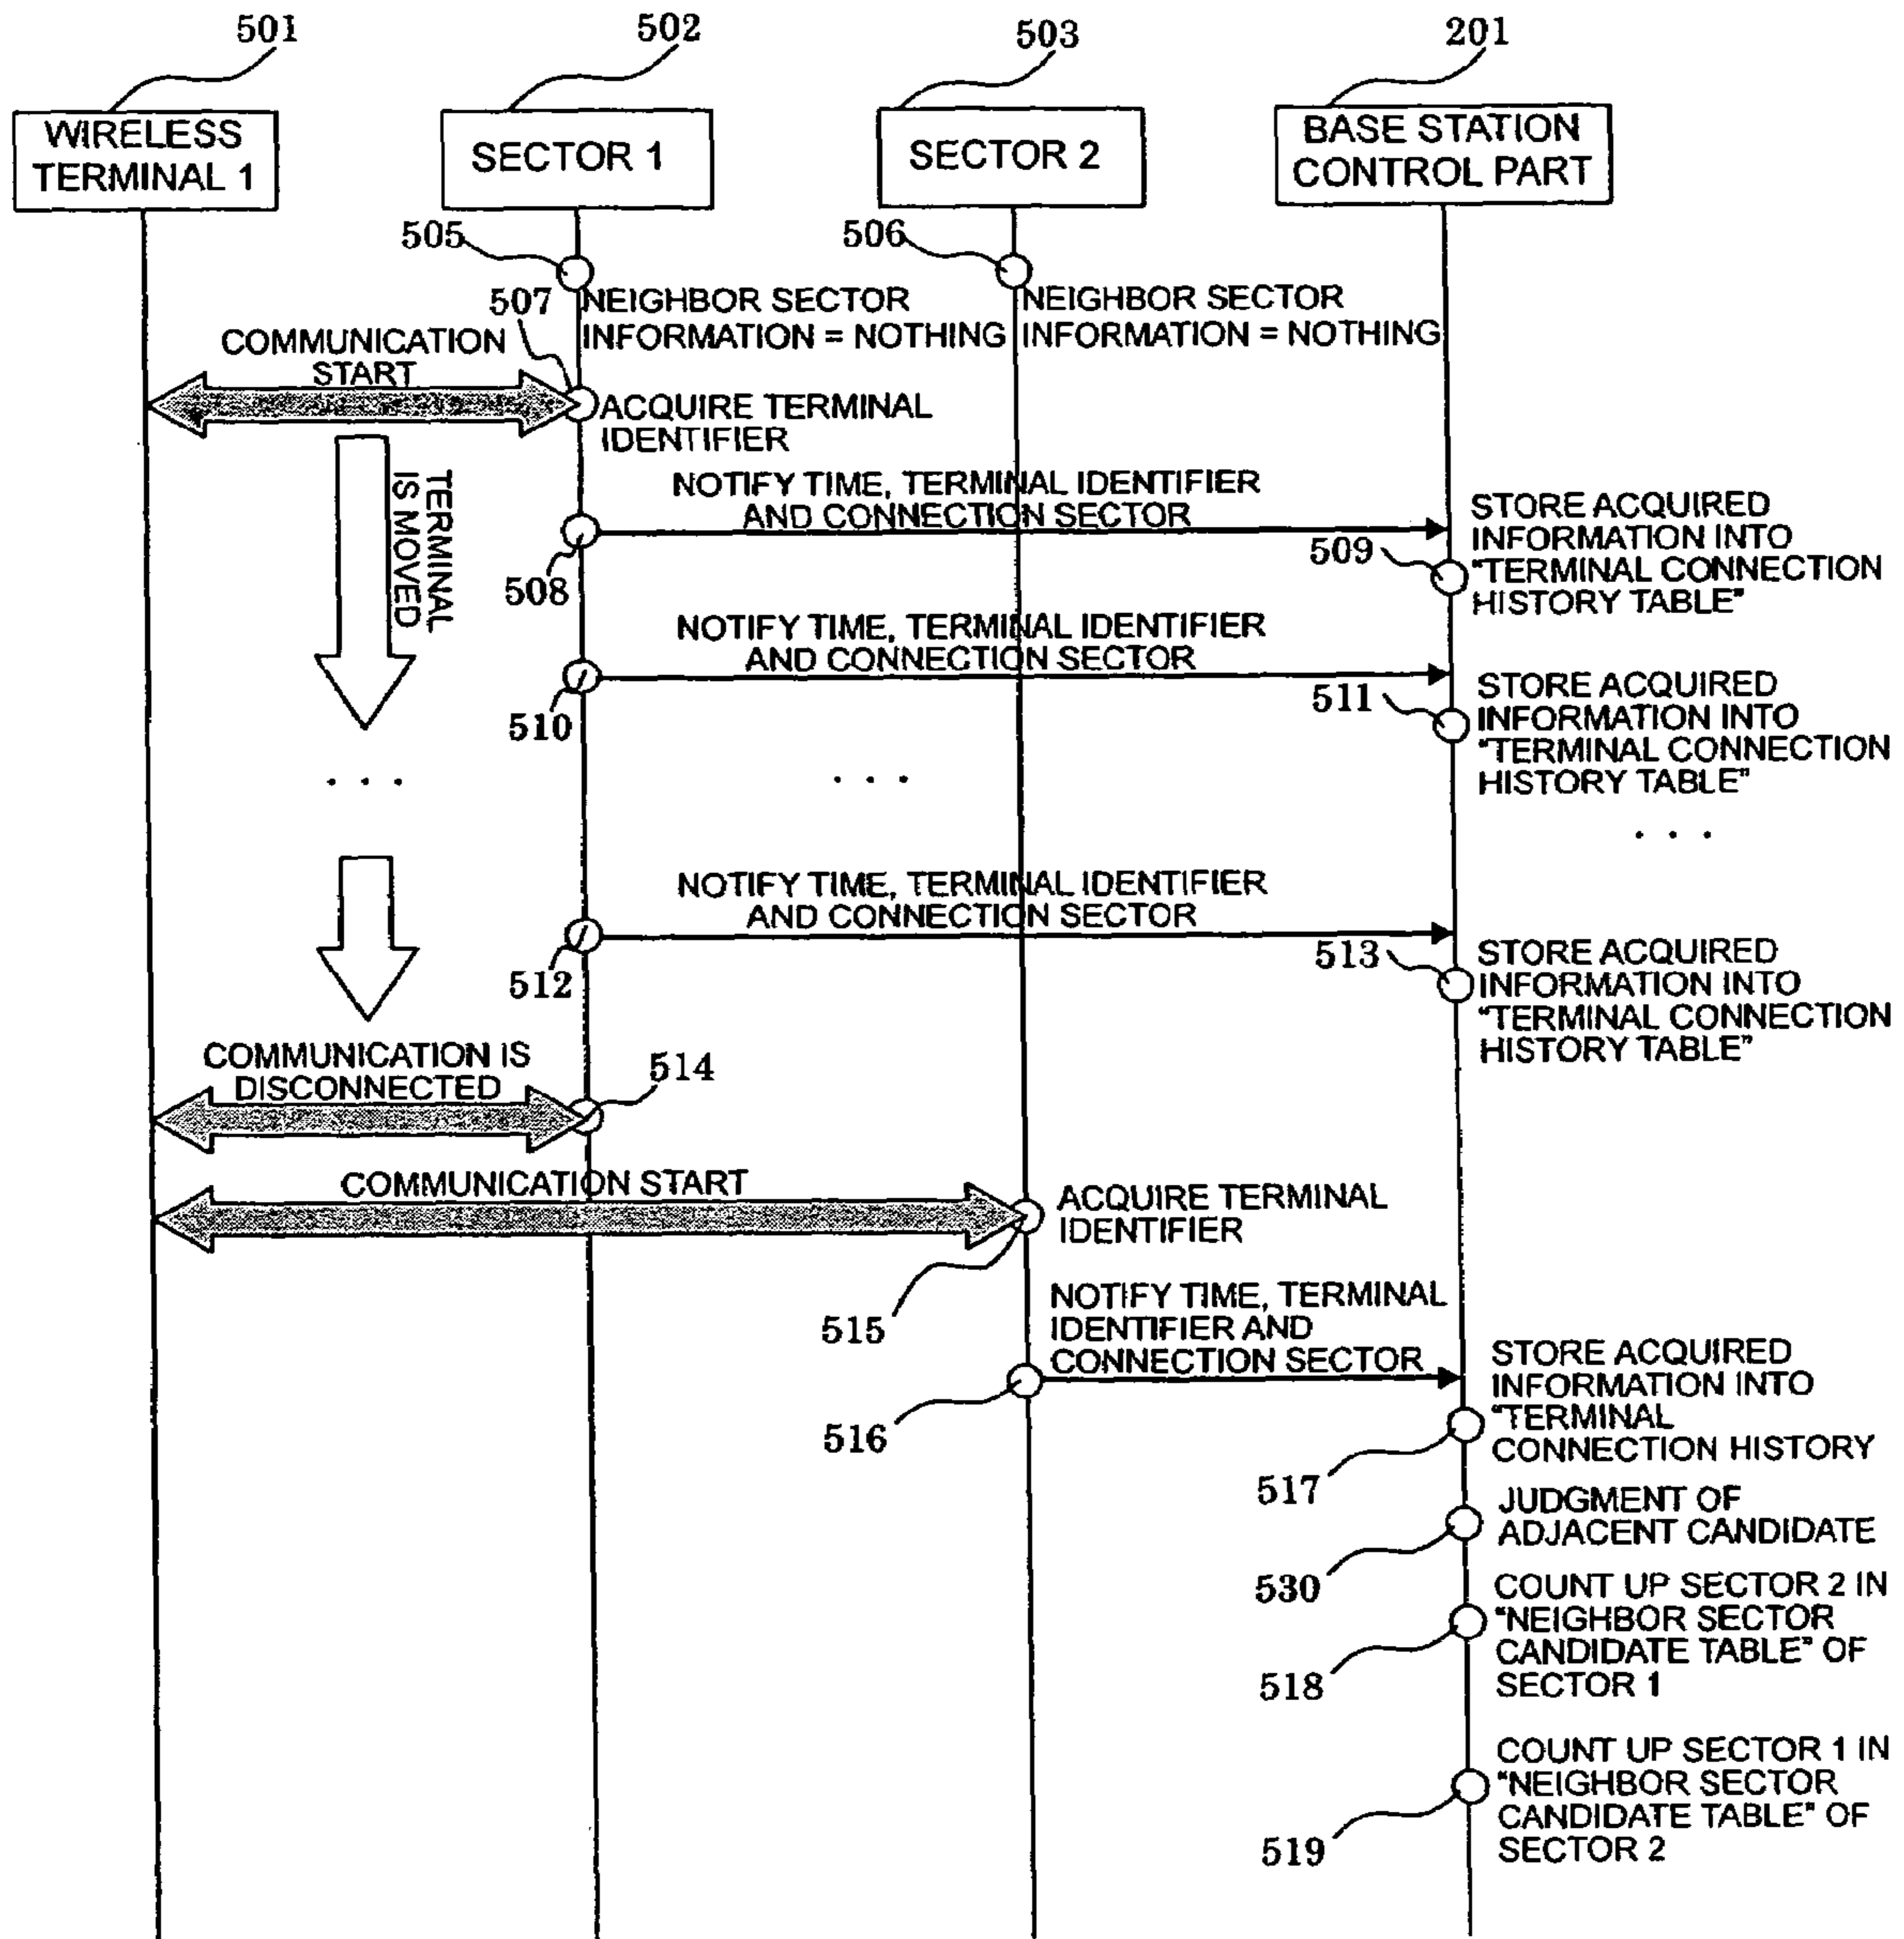 501
502
503
201
WIRELESS
TERMINAL 1
SECTOR 1
SECTOR 2
BASE STATION
CONTROL PART
505
506
NEIGHBOR SECTOR
INFORMATION = NOTHING
NEIGHBOR SECTOR
INFORMATION = NOTHING
507
COMMUNICATION
START
ACQUIRE TERMINAL
IDENTIFIER
TERMINAL
IS MOVED
NOTIFY TIME, TERMINAL IDENTIFIER
AND CONNECTION SECTOR
508
STORE ACQUIRED
INFORMATION INTO
"TERMINAL CONNECTION
HISTORY TABLE"
509
NOTIFY TIME, TERMINAL IDENTIFIER
AND CONNECTION SECTOR
510
511
STORE ACQUIRED
INFORMATION INTO
"TERMINAL CONNECTION
HISTORY TABLE"
. . .
. . .
. . .
NOTIFY TIME, TERMINAL IDENTIFIER
AND CONNECTION SECTOR
512
513
STORE ACQUIRED
INFORMATION INTO
"TERMINAL CONNECTION
HISTORY TABLE"
COMMUNICATION IS
DISCONNECTED
514
COMMUNICATION START
ACQUIRE TERMINAL
IDENTIFIER
515
NOTIFY TIME, TERMINAL
IDENTIFIER AND
CONNECTION SECTOR
516
STORE ACQUIRED
INFORMATION INTO
"TERMINAL
CONNECTION HISTORY
517
JUDGMENT OF
ADJACENT CANDIDATE
530
COUNT UP SECTOR 2 IN
"NEIGHBOR SECTOR
CANDIDATE TABLE" OF
SECTOR 1
518
COUNT UP SECTOR 1 IN
"NEIGHBOR SECTOR
CANDIDATE TABLE" OF
SECTOR 2
519